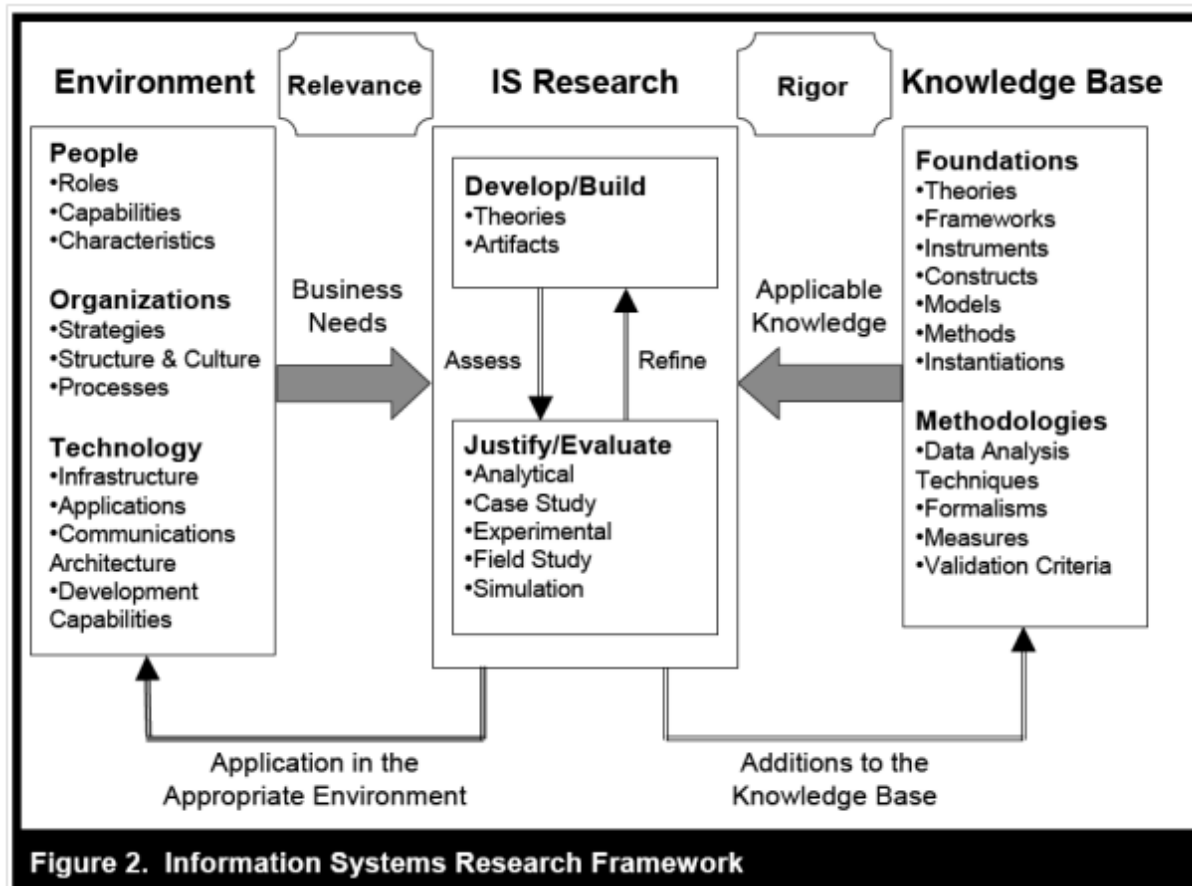 Environment
Relevance
IS Research
Rigor
Knowledge Base
People
•Roles
•Capabilities
•Characteristics
Organizations
•Strategies
•Structure & Culture
•Processes
Technology
•Infrastructure
•Applications
•Communications
Architecture
•Development
Capabilities
Business
Needs
Develop/Build
•Theories
•Artifacts
Assess
Refine
Justify/Evaluate
•Analytical
•Case Study
•Experimental
•Field Study
•Simulation
Applicable
Knowledge
Foundations
•Theories
•Frameworks
•Instruments
•Constructs
•Models
•Methods
•Instantiations
Methodologies
•Data Analysis
Techniques
•Formalisms
•Measures
•Validation Criteria
Application in the
Appropriate Environment
Additions to the
Knowledge Base
Figure 2. Information Systems Research Framework